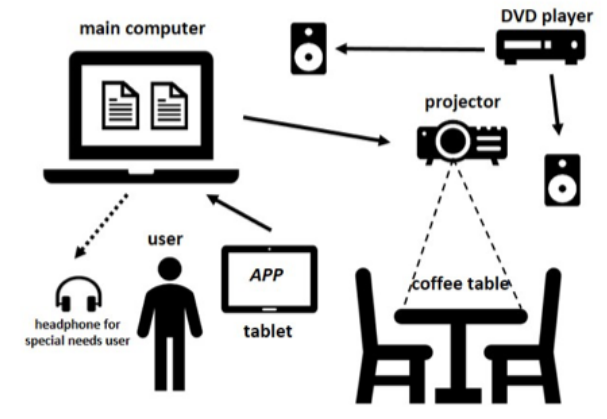 main computer
DVD player
projector
user
APP
coffee table
tablet
headphone for
special needs user